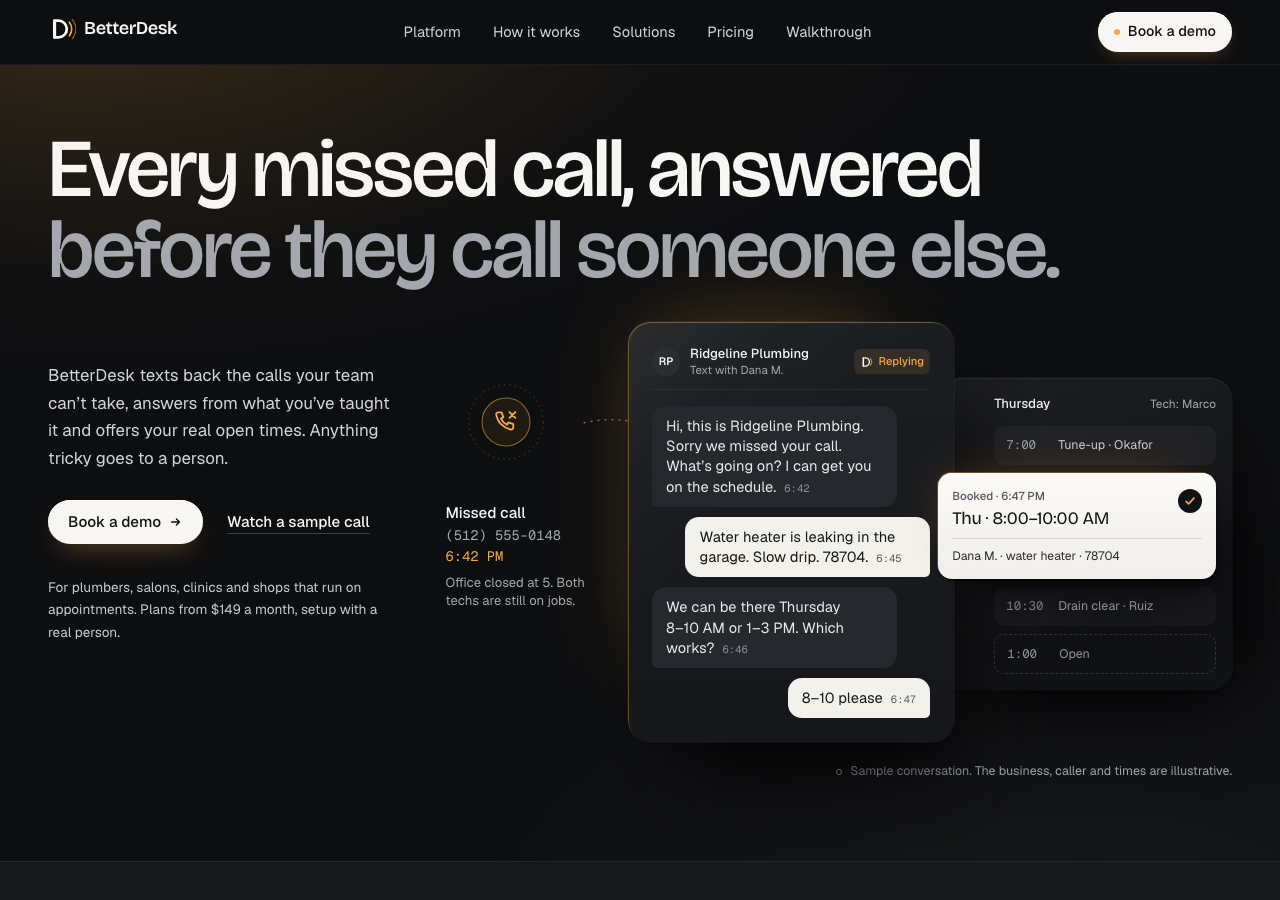 BetterDesk
Platform
How it works
Solutions
Pricing
Walkthrough
Book a demo
Every missed call, answered
before they call someone else.
BetterDesk texts back the calls your team
can’t take, answers from what you’ve taught
it and offers your real open times. Anything
tricky goes to a person.
Book a demo →
Watch a sample call
For plumbers, salons, clinics and shops that run on
appointments. Plans from $149 a month, setup with a
real person.
Missed call
(512) 555-0148
6:42 PM
Office closed at 5. Both
techs are still on jobs.
RP
Ridgeline Plumbing
Text with Dana M.
Replying
Hi, this is Ridgeline Plumbing.
Sorry we missed your call.
What’s going on? I can get you
on the schedule. 6:42
Water heater is leaking in the
garage. Slow drip. 78704. 6:45
We can be there Thursday
8–10 AM or 1–3 PM. Which
works? 6:46
8–10 please 6:47
Thursday
Tech: Marco
7:00 Tune-up · Okafor
Booked · 6:47 PM
Thu · 8:00–10:00 AM
Dana M. · water heater · 78704
10:30 Drain clear · Ruiz
1:00 Open
Sample conversation. The business, caller and times are illustrative.